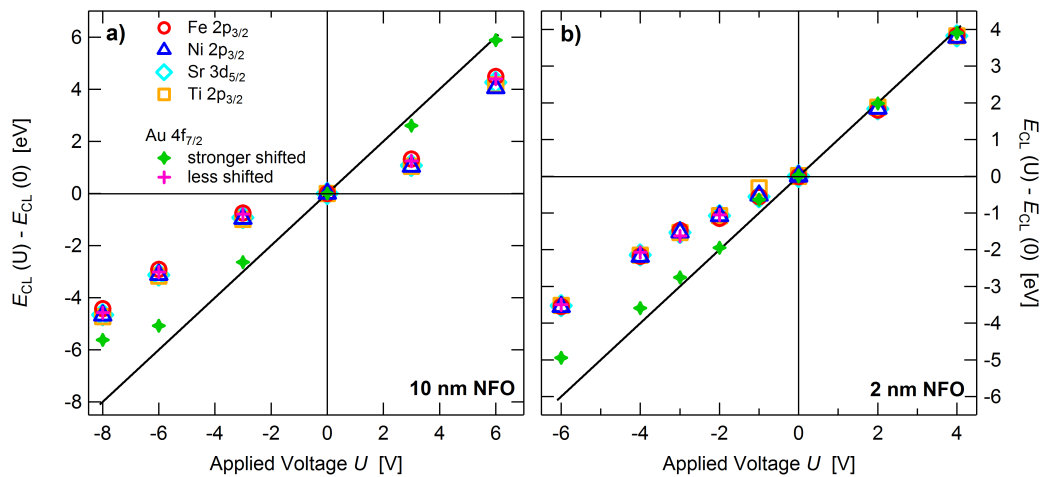 a)
Fe 2p3/2
Ni 2p3/2
Sr 3d5/2
Ti 2p3/2
Au 4f7/2
stronger shifted
less shifted
6
4
2
0
-2
-4
-6
-8
ECL (U) - ECL (0) [eV]
10 nm NFO
-8 -6 -4 -2 0 2 4 6
Applied Voltage U [V]
b)
4
3
2
1
0
-1
-2
-3
-4
-5
-6
ECL (U) - ECL (0) [eV]
2 nm NFO
-6 -4 -2 0 2 4
Applied Voltage U [V]